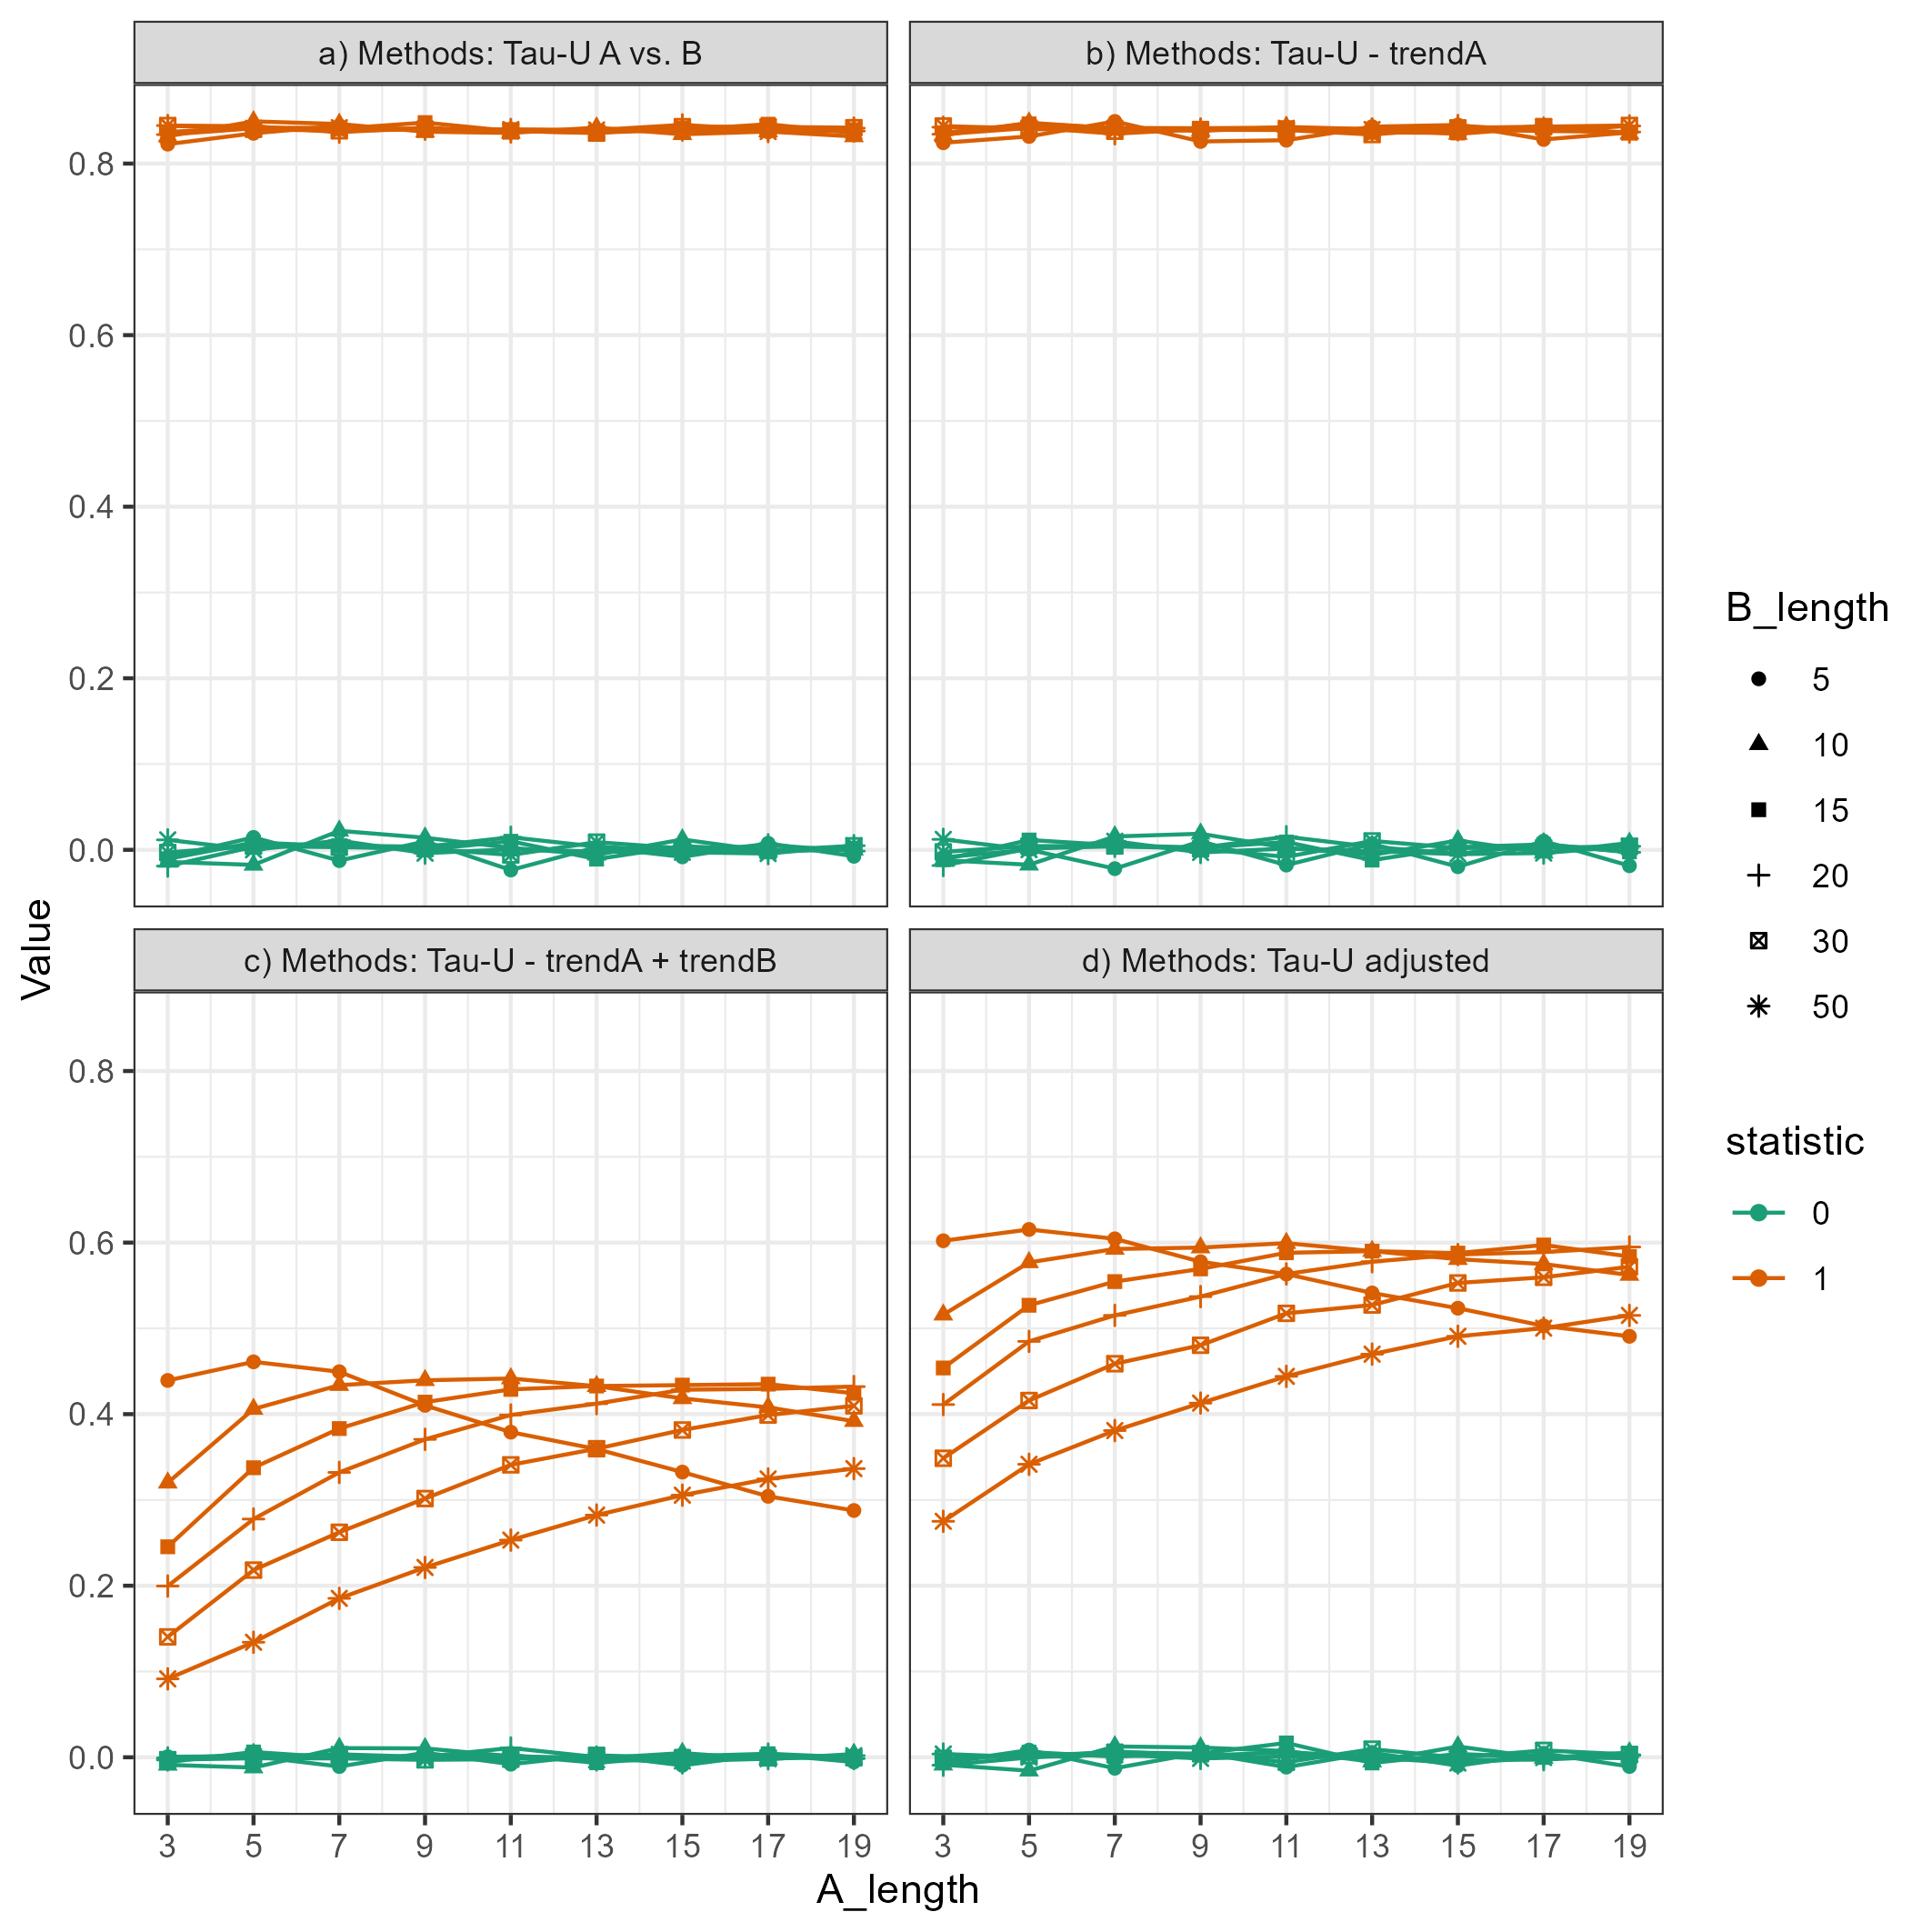 a) Methods: Tau-U A vs. B
b) Methods: Tau-U - trendA
0.8
0.6
0.4
0.2
0.0
c) Methods: Tau-U - trendA + trendB
d) Methods: Tau-U adjusted
0.8
0.6
0.4
0.2
0.0
3 5 7 9 11 13 15 17 19
3 5 7 9 11 13 15 17 19
A_length
Value
B_length
5
10
15
20
30
50
statistic
0
1